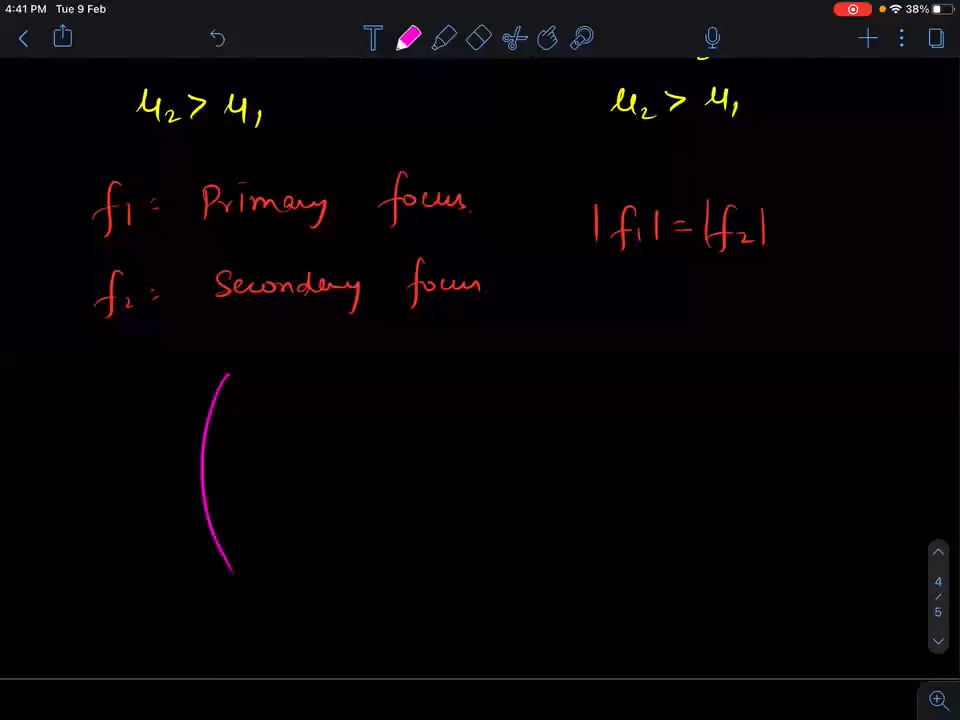 4:41 PM Tue 9 Feb
38%
T
μ₂ > μ₁
μ₂ > μ₁
f1 = Primary focus.
|f₁| = |f₂|
f₂ = Secondary focus
4
/
5